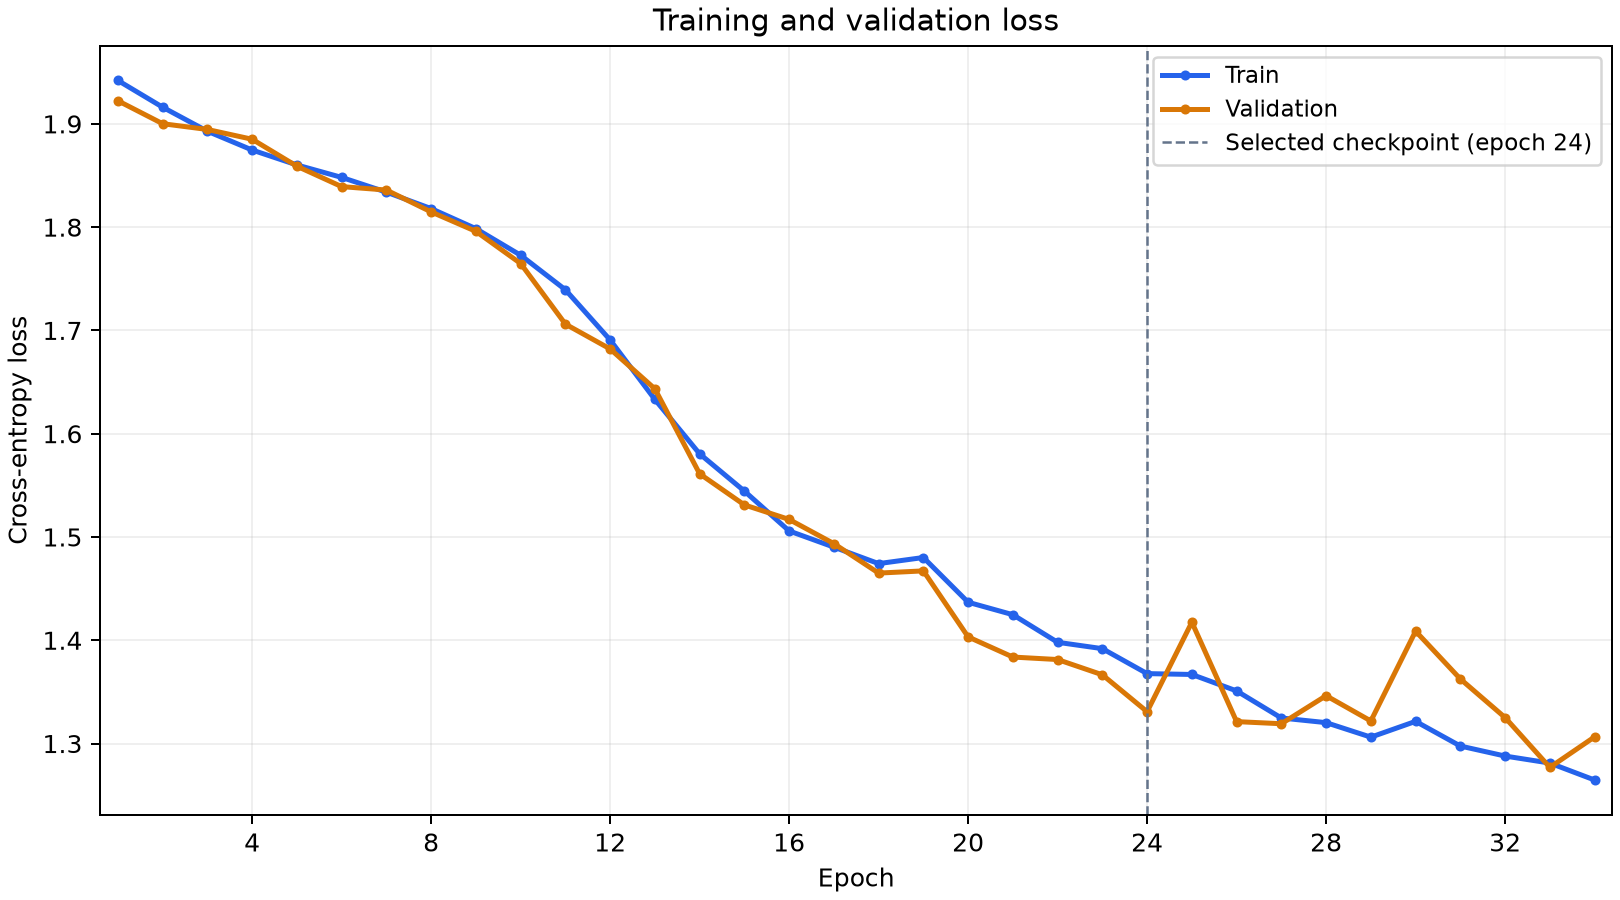 Training and validation loss
Train
Validation
Selected checkpoint (epoch 24)
Cross-entropy loss
1.9
1.8
1.7
1.6
1.5
1.4
1.3
4 8 12 16 20 24 28 32
Epoch